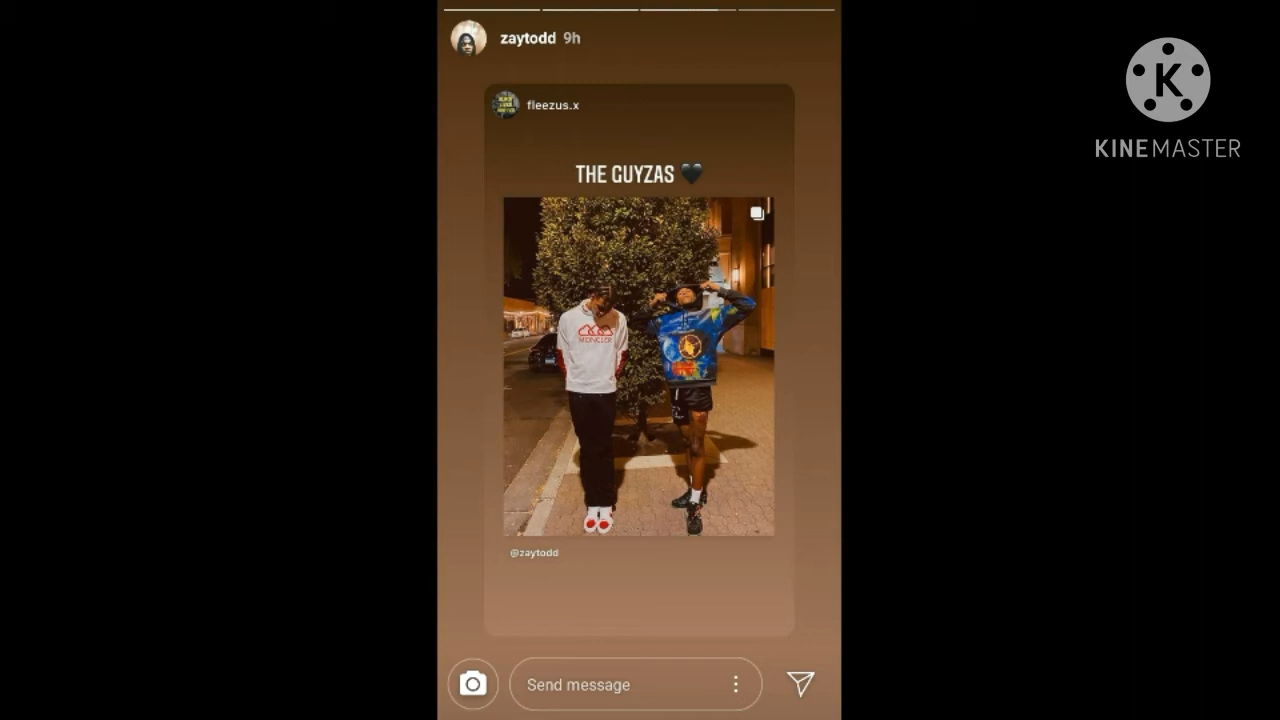 zaytodd 9h
fleezus.x
THE GUYZAS 🖤
MONCLER
@zaytodd
Send message
K
KINEMASTER